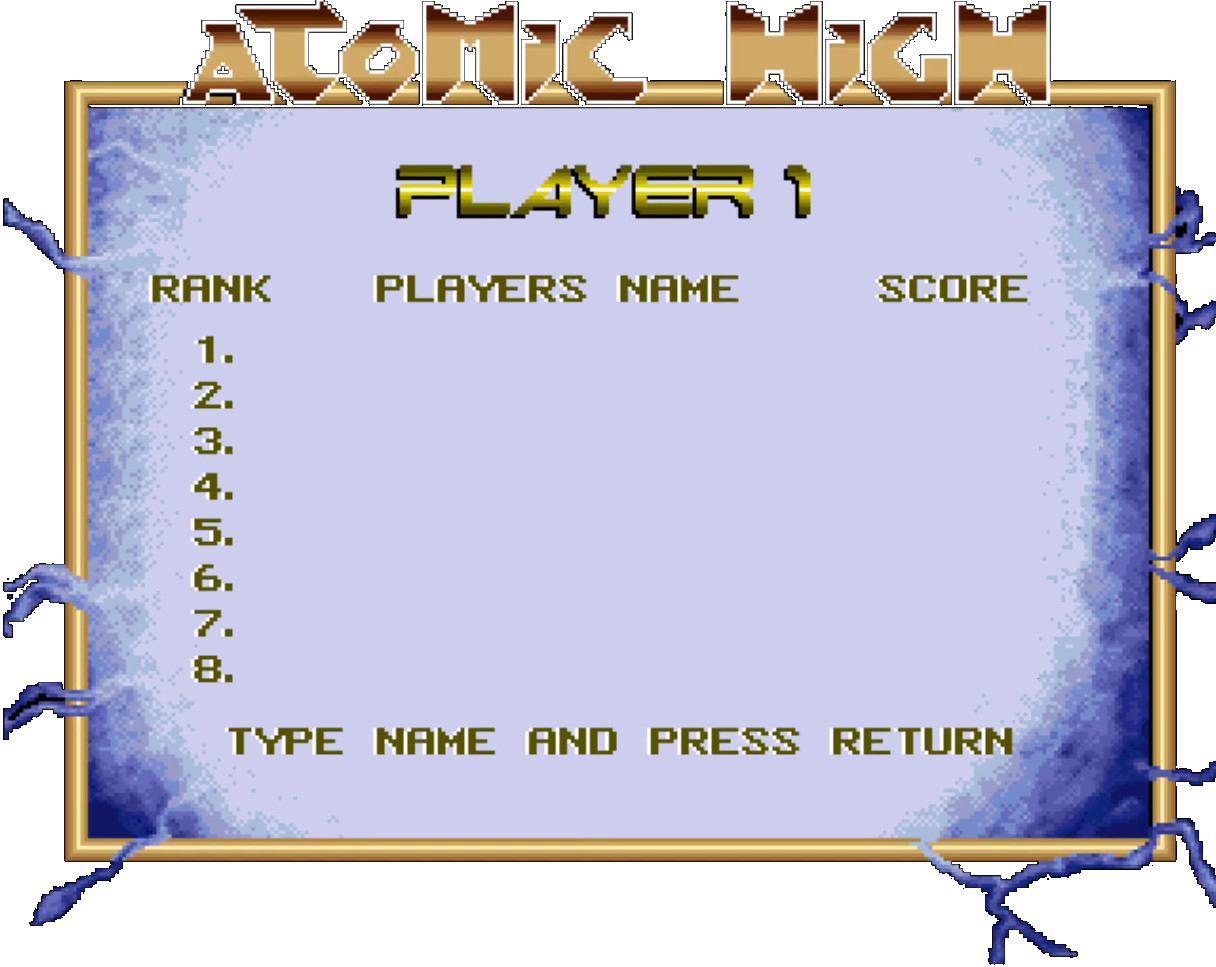 ATOMIC HIGH
PLAYER 1
RANK PLAYERS NAME SCORE
1.
2.
3.
4.
5.
6.
7.
8.
TYPE NAME AND PRESS RETURN